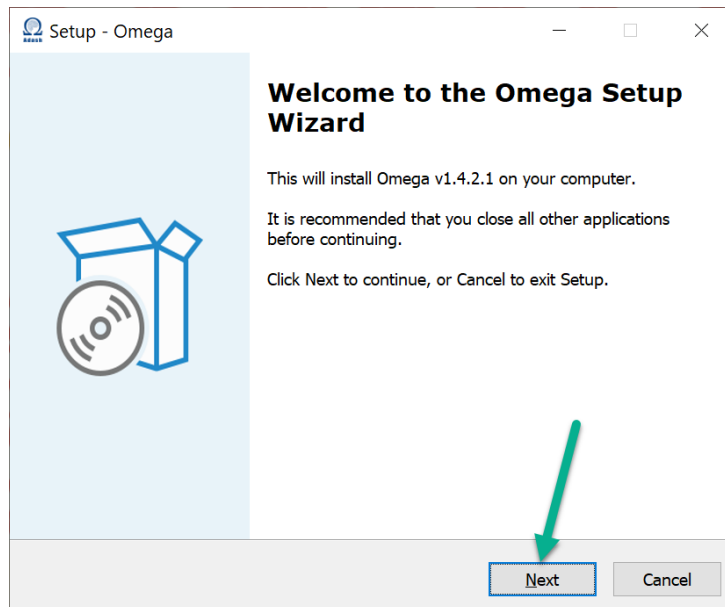 Adash
Setup - Omega
Welcome to the Omega Setup
Wizard
This will install Omega v1.4.2.1 on your computer.
It is recommended that you close all other applications
before continuing.
Click Next to continue, or Cancel to exit Setup.
Next
Cancel